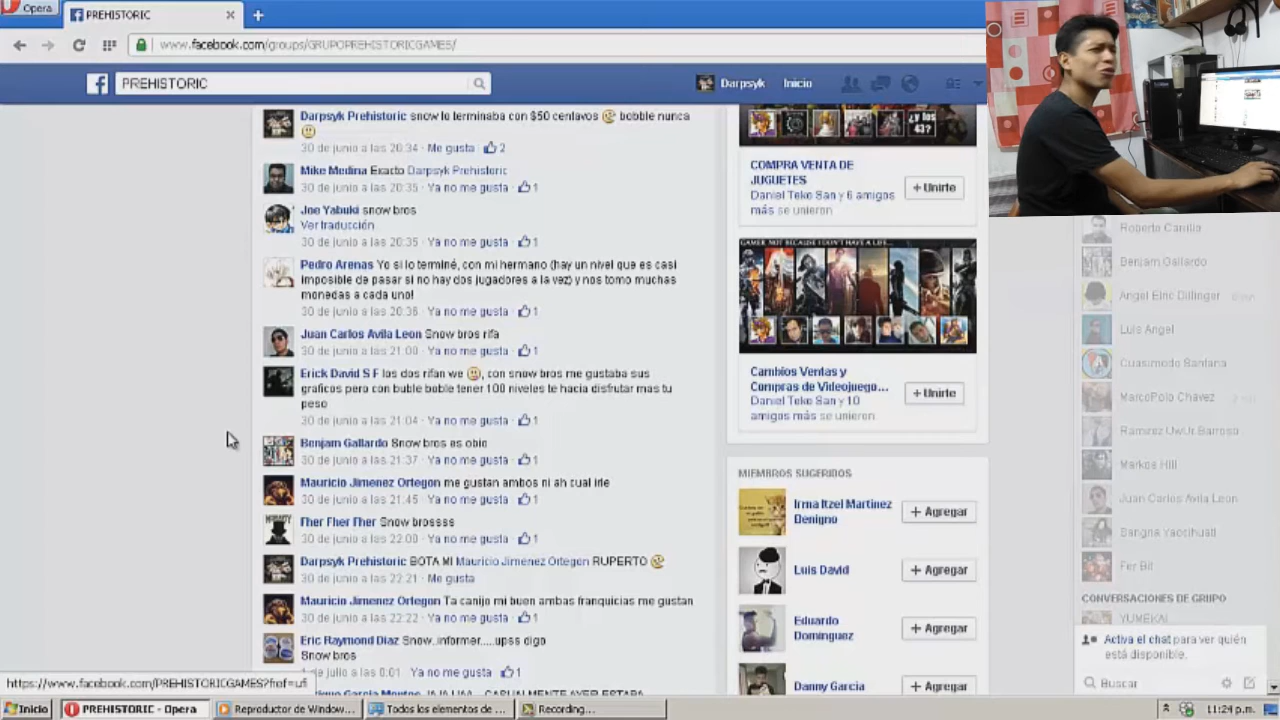 Opera
PREHISTORIC
www.facebook.com/groups/GRUPOPREHISTORICGAMES/
PREHISTORIC
Darpsyk Inicio
Darpsyk Prehistoric snow lo terminaba con $50 centavos bobble nunca
30 de junio a las 20:34 · Me gusta · 2
Mike Medina Exacto Darpsyk Prehistoric
30 de junio a las 20:35 · Ya no me gusta · 1
Joe Yabuki snow bros
Ver traducción
30 de junio a las 20:35 · Ya no me gusta · 1
Pedro Arenas Yo si lo terminé, con mi hermano (hay un nivel que es casi
imposible de pasar si no hay dos jugadores a la vez) y nos tomo muchas
monedas a cada uno!
30 de junio a las 20:36 · Ya no me gusta · 1
Juan Carlos Avila Leon Snow bros rifa
30 de junio a las 21:00 · Ya no me gusta · 1
Erick David S F los dos rifan we , con snow bros me gustaba sus
graficos pero con buble boble tener 100 niveles te hacia disfrutar mas tu
peso
30 de junio a las 21:04 · Ya no me gusta · 1
Benjam Gallardo Snow bros es obio
30 de junio a las 21:37 · Ya no me gusta · 1
Mauricio Jimenez Ortegon me gustan ambos ni ah cual irle
30 de junio a las 21:45 · Ya no me gusta · 1
Fher Fher Fher Snow brossss
30 de junio a las 22:00 · Ya no me gusta · 1
Darpsyk Prehistoric BOTA MI Mauricio Jimenez Ortegon RUPERTO
30 de junio a las 22:21 · Me gusta
Mauricio Jimenez Ortegon Ta canijo mi buen ambas franquicias me gustan
30 de junio a las 22:22 · Ya no me gusta · 1
Eric Raymond Diaz Snow..informer.....upss digo
Snow bros
de julio a las 0:01 · Ya no me gusta · 1
¿y los
43?
COMPRA VENTA DE
JUGUETES
Daniel Teke San y 6 amigos
más se unieron
+ Unirte
GAMER NOT BECAUSE I DON'T HAVE A LIFE...
Cambios Ventas y
Compras de Videojuego...
Daniel Teke San y 10
amigos más se unieron
+ Unirte
MIEMBROS SUGERIDOS
Irma Itzel Martinez
Benigno
+ Agregar
Luis David
+ Agregar
Eduardo
Dominguez
+ Agregar
Danny Garcia
+ Agregar
Roberto Canilla
Benjam Gallardo
Angel Elric Dillinger
Luis Angel
Cuasimodo Santana
MarcoPolo Chavez
Ramirez UwUr Barroso
Markos Hill
Juan Carlos Avila Leon
Sangna Yaocihuatl
Fer Bit
CONVERSACIONES DE GRUPO
YUMEKAI
Activa el chat para ver quién
está disponible.
Buscar
https://www.facebook.com/PREHISTORICGAMES?fref=ufi
Inicio
PREHISTORIC - Opera
Reproductor de Window...
Todos los elementos de ...
Recording...
11:24 p.m.